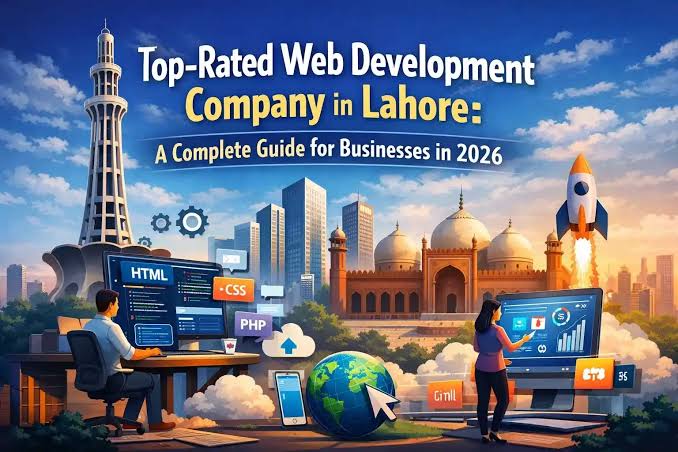 Top-Rated Web Development
Company in Lahore:
A Complete Guide for Businesses in 2026
HTML
CSS
PHP